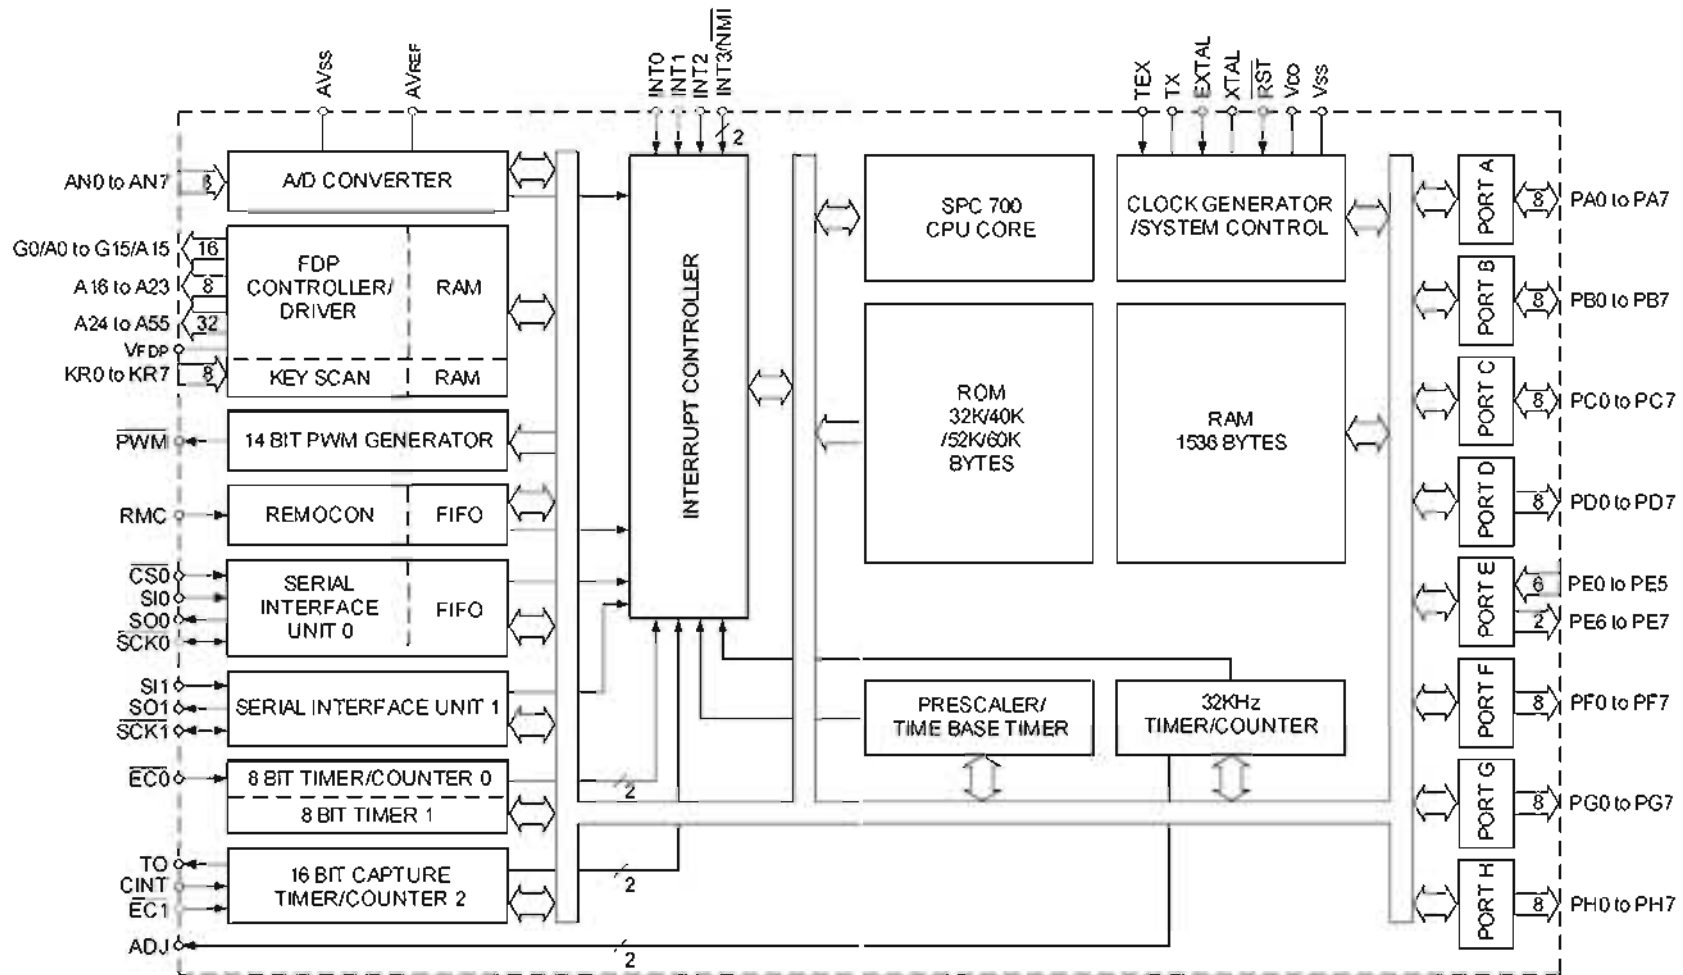 AVSS
AVREF
INT0
INT1
INT2
INT3/NMI
2
TEX
TX
EXTAL
XTAL
RST
VCO
VSS
AN0 to AN7
8
A/D CONVERTER
G0/A0 to G15/A15
16
A16 to A23
8
A24 to A55
32
VFDP
KR0 to KR7
8
FDP
CONTROLLER/
DRIVER
RAM
KEY SCAN
RAM
PWM
14 BIT PWM GENERATOR
RMC
REMOCON
FIFO
CS0
SI0
SO0
SCK0
SERIAL
INTERFACE
UNIT 0
FIFO
SI1
SO1
SCK1
SERIAL INTERFACE UNIT 1
EC0
8 BIT TIMER/COUNTER 0
8 BIT TIMER 1
2
TO
CINT
EC1
16 BIT CAPTURE
TIMER/COUNTER 2
2
ADJ
2
INTERRUPT CONTROLLER
SPC 700
CPU CORE
CLOCK GENERATOR
/SYSTEM CONTROL
ROM
32K/40K
/52K/60K
BYTES
RAM
1536 BYTES
PRESCALER/
TIME BASE TIMER
32KHz
TIMER/COUNTER
PORT A
8
PA0 to PA7
PORT B
8
PB0 to PB7
PORT C
8
PC0 to PC7
PORT D
8
PD0 to PD7
PORT E
6
PE0 to PE5
2
PE6 to PE7
PORT F
8
PF0 to PF7
PORT G
8
PG0 to PG7
PORT H
8
PH0 to PH7